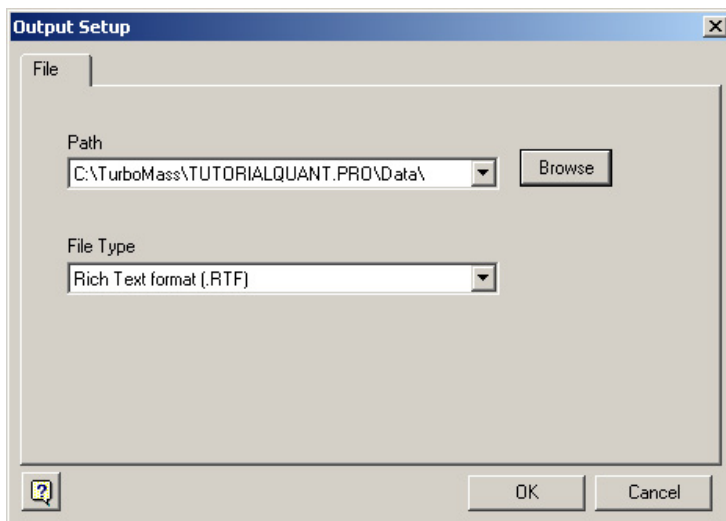 Output Setup
File
Path
C:\TurboMass\TUTORIALQUANT.PRO\Data\
Browse
File Type
Rich Text format (.RTF)
OK
Cancel